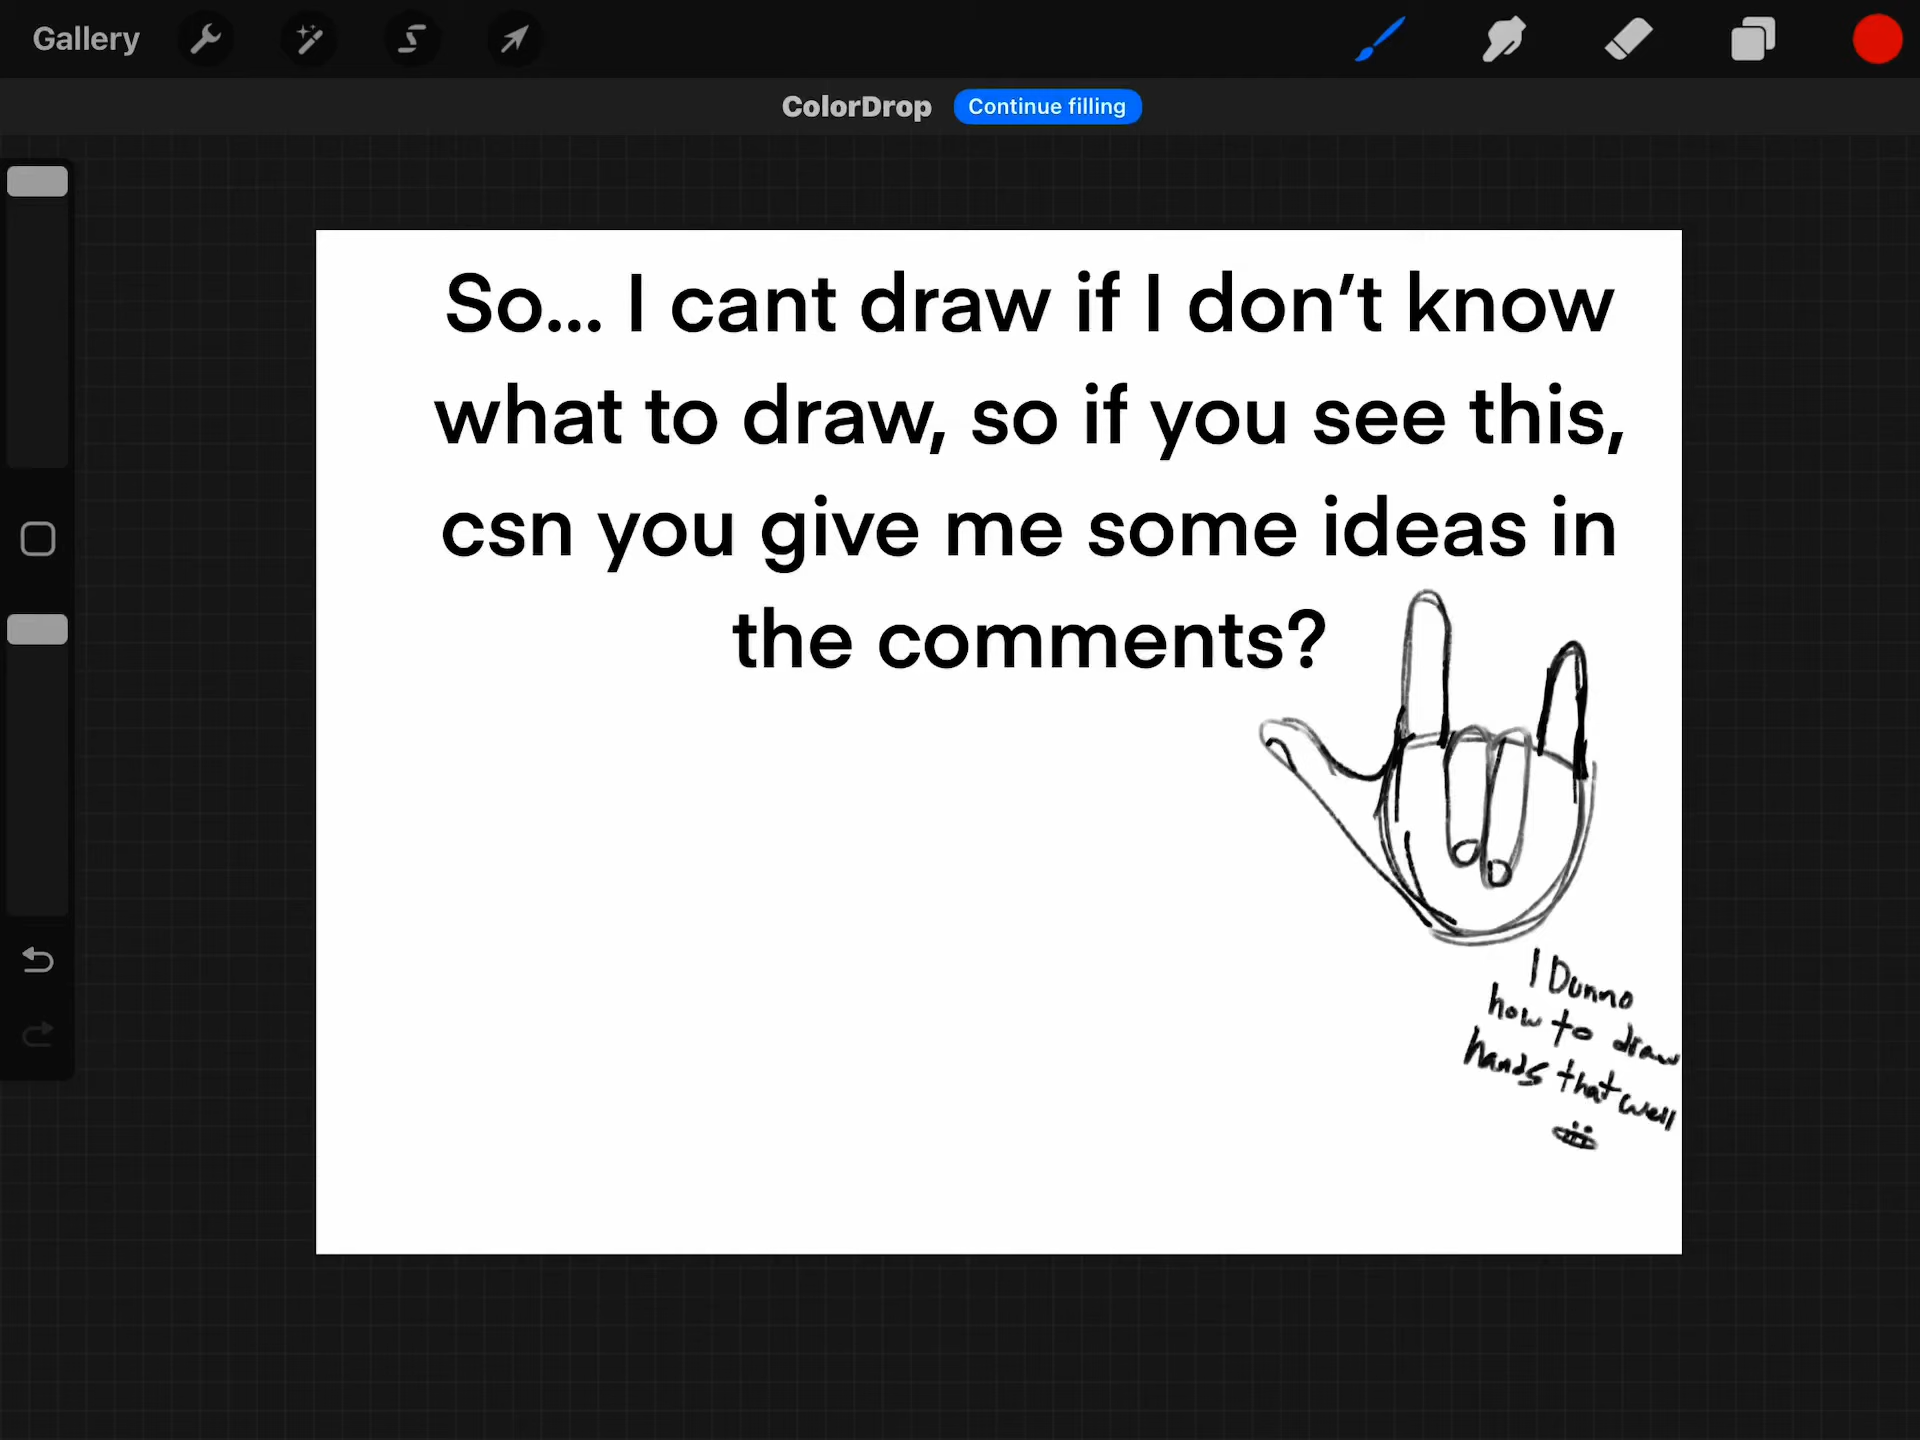 Gallery
ColorDrop Continue filling
So... I cant draw if I don’t know
what to draw, so if you see this,
csn you give me some ideas in
the comments?
I Dunno
how to draw
hands that well